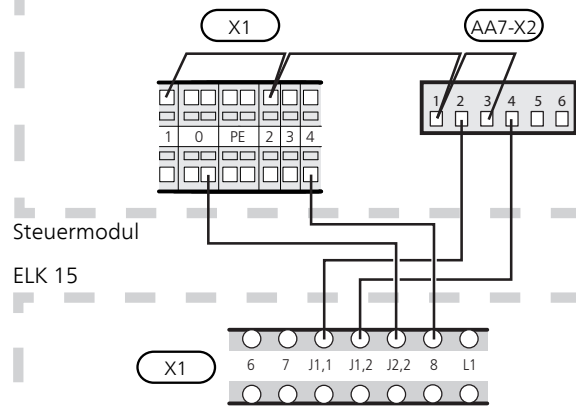 X1 AA7-X2
1 2 3 4 5 6
1 0 PE 2 3 4
Steuermodul
ELK 15
X1 6 7 J1,1 J1,2 J2,2 8 L1